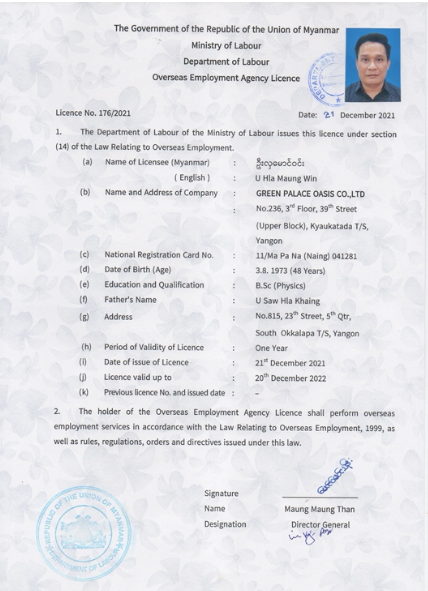 The Government of the Republic of the Union of Myanmar
Ministry of Labour
Department of Labour
Overseas Employment Agency Licence
Licence No. 176/2021 Date: 21 December 2021
1. The Department of Labour of the Ministry of Labour issues this licence under section
(14) of the Law Relating to Overseas Employment.
(a) Name of Licensee (Myanmar) : ဦးလှမောင်ဝင်း
( English ) : U Hla Maung Win
(b) Name and Address of Company : GREEN PALACE OASIS CO.,LTD
: No.236, 3rd Floor, 39th Street
(Upper Block), Kyaukatada T/S,
Yangon
(c) National Registration Card No. : 11/Ma Pa Na (Naing) 041281
(d) Date of Birth (Age) : 3.8. 1973 (48 Years)
(e) Education and Qualification : B.Sc (Physics)
(f) Father's Name : U Saw Hla Khaing
(g) Address : No.815, 23th Street, 5th Qtr,
South Okkalapa T/S, Yangon
(h) Period of Validity of Licence : One Year
(i) Date of issue of Licence : 21st December 2021
(j) Licence valid up to : 20th December 2022
(k) Previous licence No. and issued date : -
2. The holder of the Overseas Employment Agency Licence shall perform overseas
employment services in accordance with the Law Relating to Overseas Employment, 1999, as
well as rules, regulations, orders and directives issued under this law.
Signature
Name Maung Maung Than
Designation Director General
REPUBLIC OF THE UNION OF MYANMAR
GOVERNMENT OF UNION